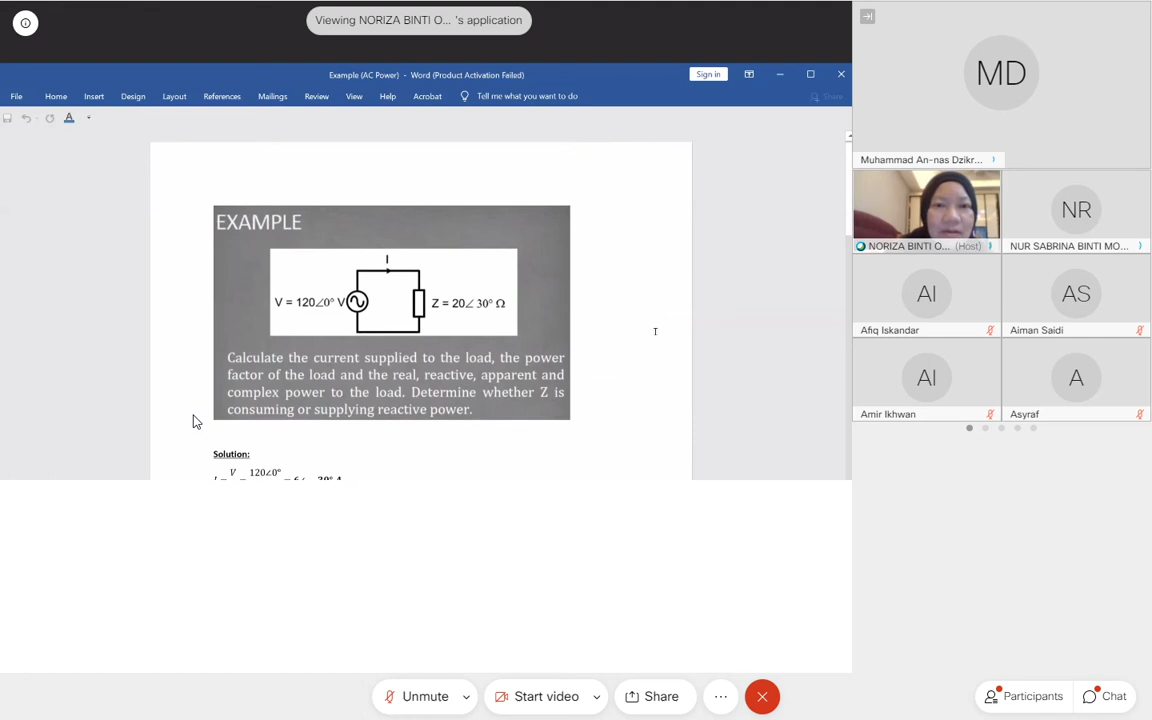 Viewing NORIZA BINTI O... 's application
Example (AC Power) - Word (Product Activation Failed)
Sign in
File Home Insert Design Layout References Mailings Review View Help Acrobat Tell me what you want to do Share
EXAMPLE
I
V = 120∠0° V
Z = 20∠ 30° Ω
Calculate the current supplied to the load, the power
factor of the load and the real, reactive, apparent and
complex power to the load. Determine whether Z is
consuming or supplying reactive power.
Solution:
V 120∠0°
MD
Muhammad An-nas Dzikr...
NORIZA BINTI O... (Host)
NR
NUR SABRINA BINTI MO...
AI
Afiq Iskandar
AS
Aiman Saidi
AI
Amir Ikhwan
A
Asyraf
Unmute
Start video
Share
Participants
Chat